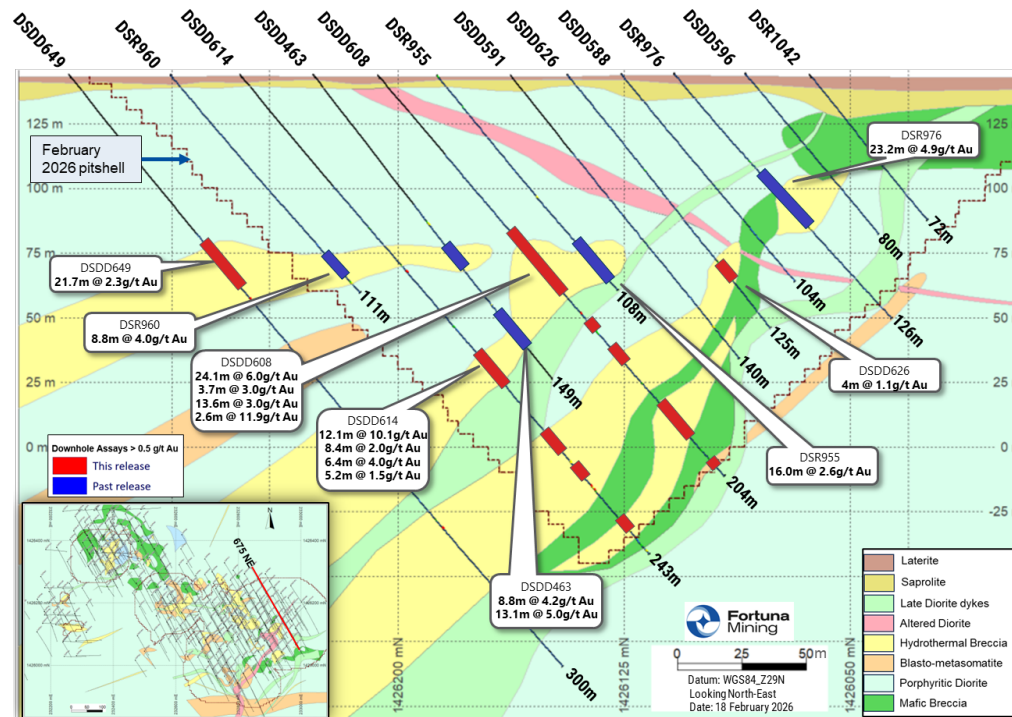 DSDD649
DSR960
DSDD614
DSDD463
DSDD608
DSR955
DSDD591
DSDD626
DSDD588
DSR976
DSDD596
DSR1042
125 m
100 m
75 m
50 m
25 m
0 m
125
100
75
50
25
0 m
-25
February
2026 pitshell
DSR976
23.2m @ 4.9g/t Au
DSDD649
21.7m @ 2.3g/t Au
DSR960
8.8m @ 4.0g/t Au
DSDD608
24.1m @ 6.0g/t Au
3.7m @ 3.0g/t Au
13.6m @ 3.0g/t Au
2.6m @ 11.9g/t Au
DSDD614
12.1m @ 10.1g/t Au
8.4m @ 2.0g/t Au
6.4m @ 4.0g/t Au
5.2m @ 1.5g/t Au
DSDD626
4m @ 1.1g/t Au
DSR955
16.0m @ 2.6g/t Au
DSDD463
8.8m @ 4.2g/t Au
13.1m @ 5.0g/t Au
111m
149m
108m
72m
80m
104m
126m
125m
140m
204m
243m
300m
Downhole Assays > 0.5 g/t Au
This release
Past release
675 NE
N
1426200 mN
1426125 mN
1426050 mN
Fortuna
Mining
0 25 50m
Datum: WGS84_Z29N
Looking North-East
Date: 18 February 2026
Laterite
Saprolite
Late Diorite dykes
Altered Diorite
Hydrothermal Breccia
Blasto-metasomatite
Porphyritic Diorite
Mafic Breccia